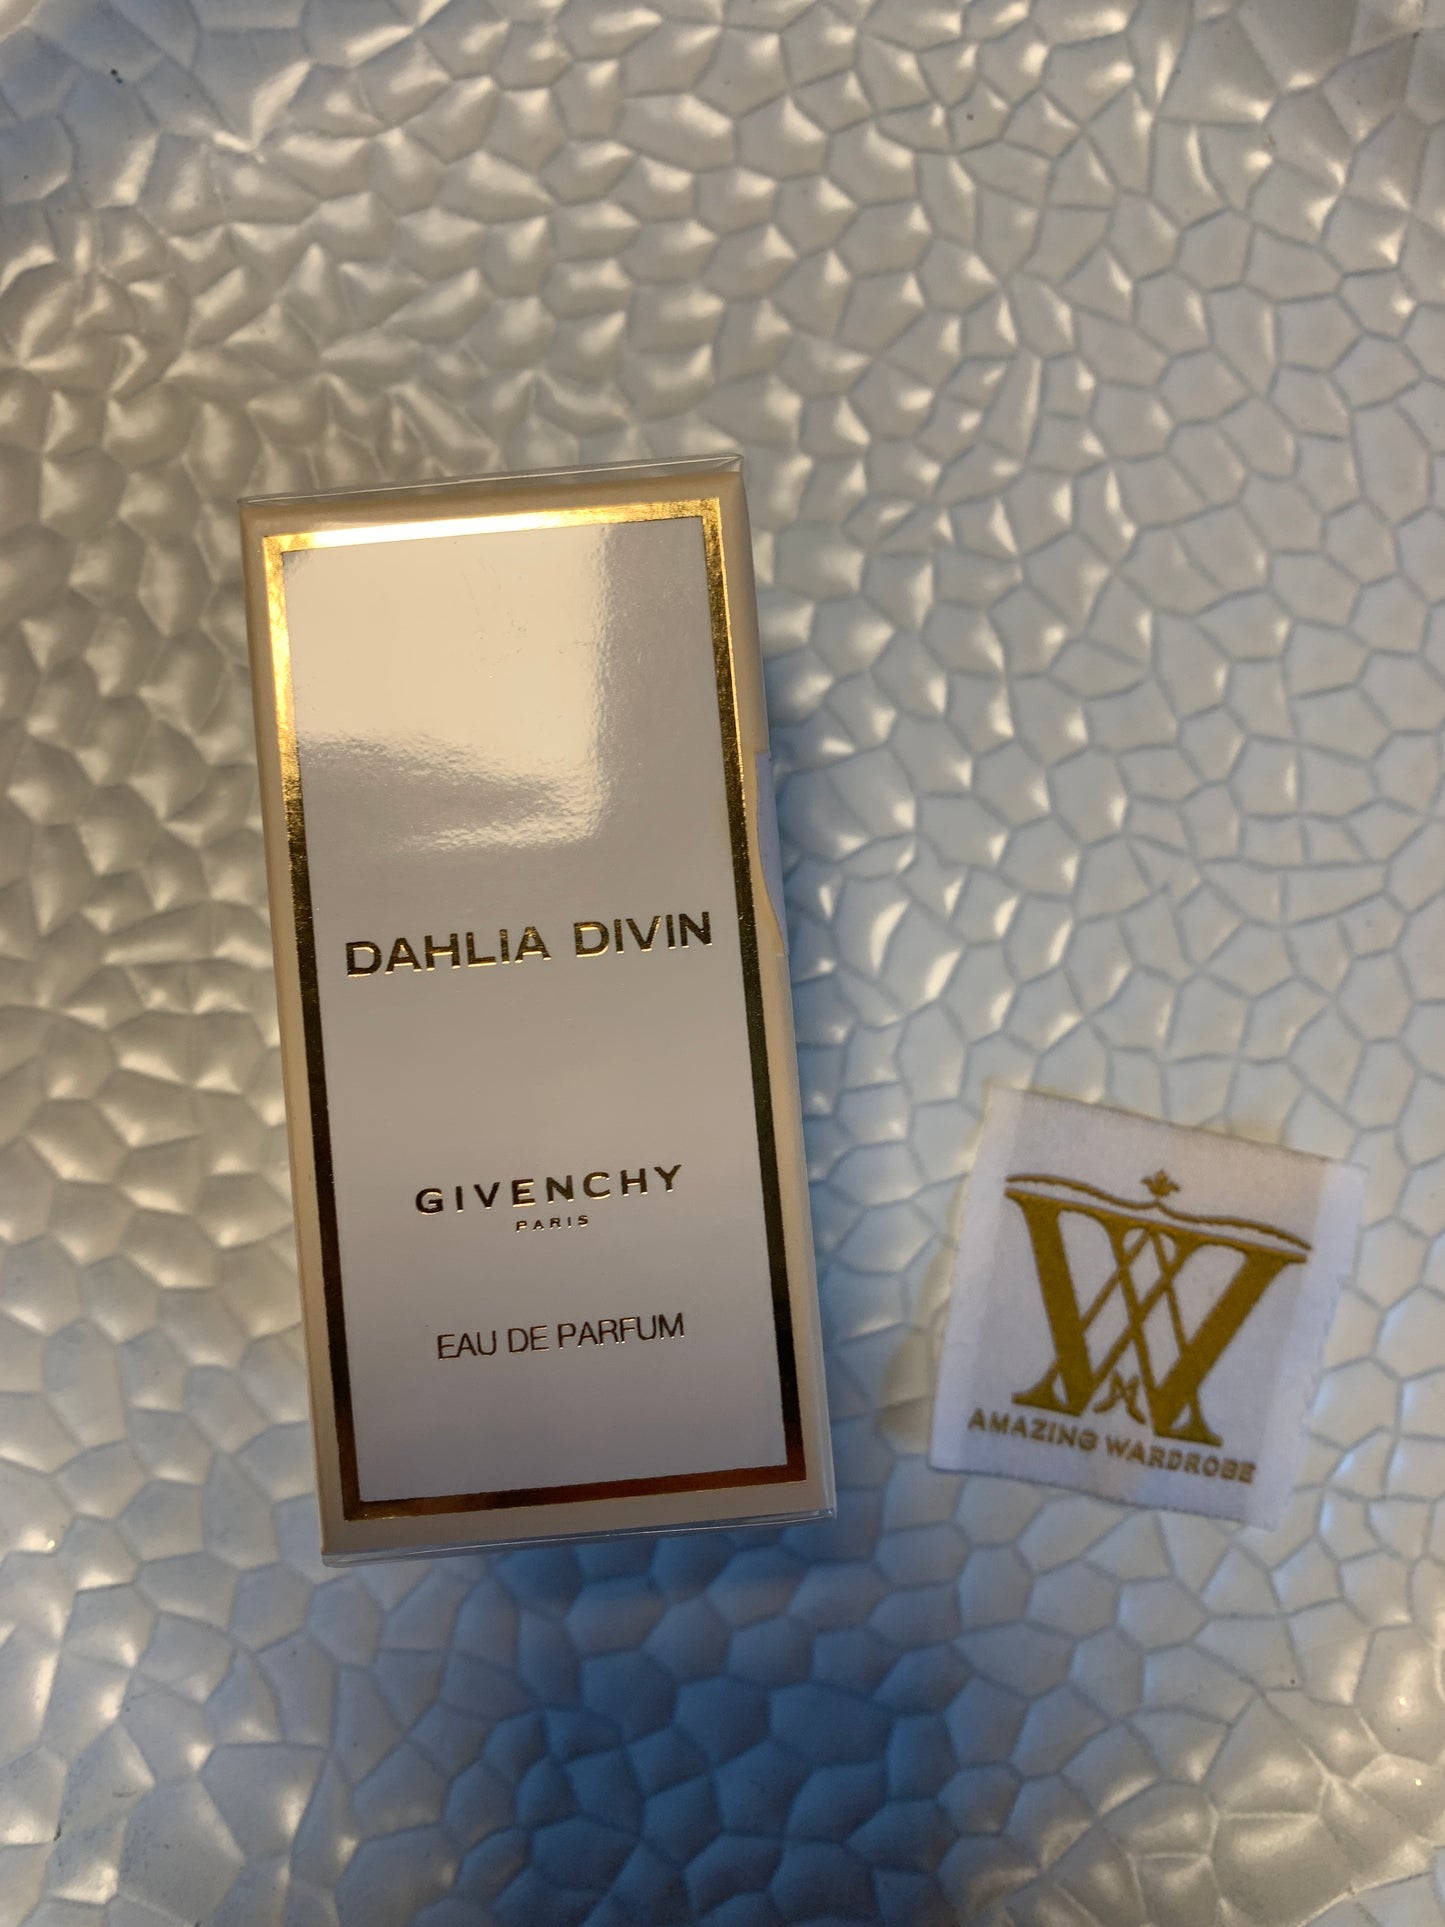 DAHLIA DIVIN
GIVENCHY
PARIS
EAU DE PARFUM
W
AMAZING WARDROBE